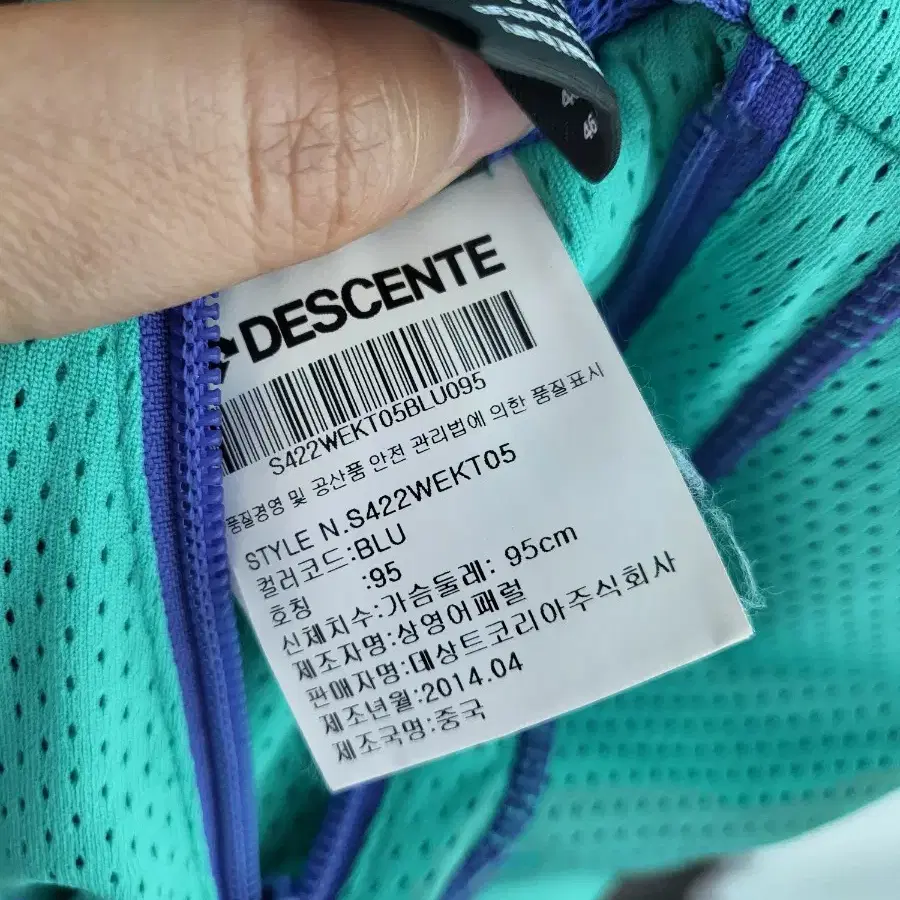 46
DESCENTE
S422WEKT05BLU095
품질경영 및 공산품 안전 관리법에 의한 품질표시
STYLE N.S422WEKT05
컬러코드:BLU
호칭 :95
신체치수:가슴둘레: 95cm
제조자명:상영어패럴
판매자명:데상트코리아주식회사
제조년월:2014.04
제조국명:중국